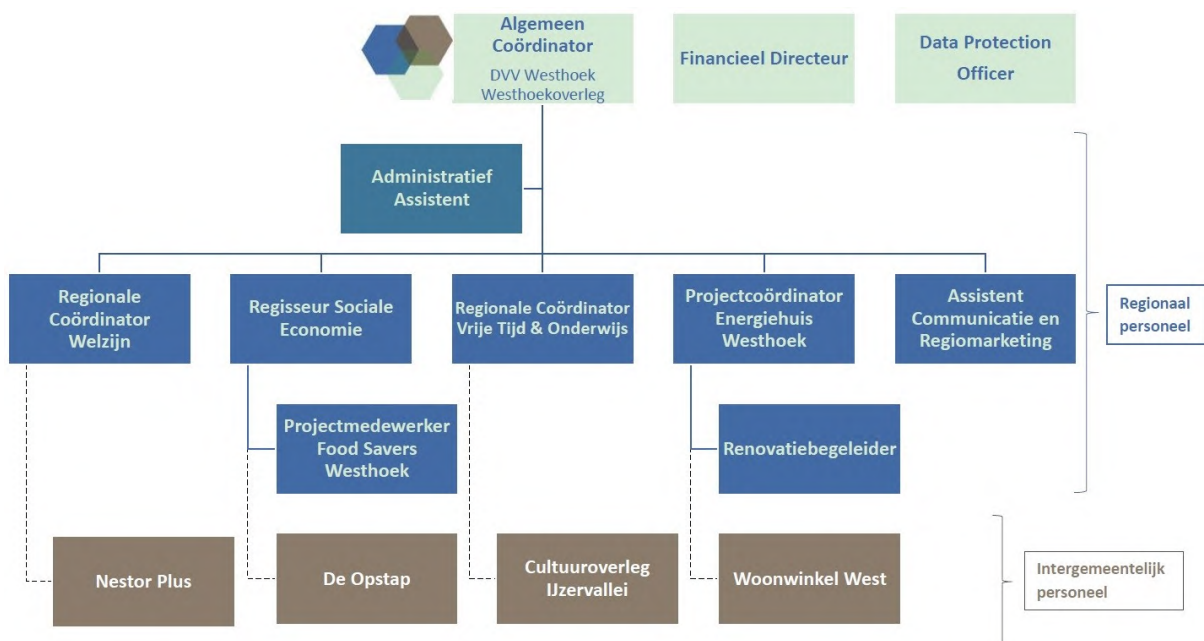 Algemeen
Coördinator
DVV Westhoek
Westhoekoverleg
Financieel Directeur
Data Protection
Officer
Administratief
Assistent
Regionale
Coördinator
Welzijn
Regisseur Sociale
Economie
Regionale Coördinator
Vrije Tijd & Onderwijs
Projectcoördinator
Energiehuis
Westhoek
Assistent
Communicatie en
Regiomarketing
Regionaal
personeel
Projectmedewerker
Food Savers
Westhoek
Renovatiebegeleider
Nestor Plus
De Opstap
Cultuuroverleg
IJzervallei
Woonwinkel West
Intergemeentelijk
personeel